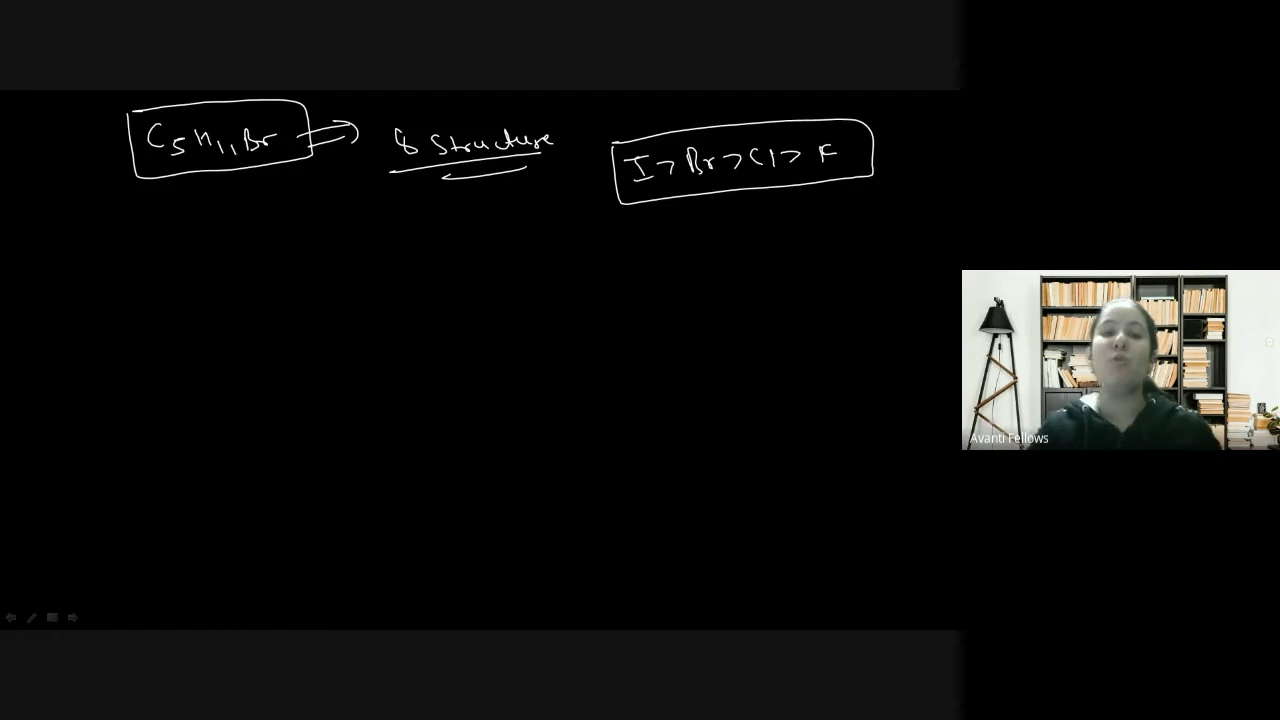 C₅H₁₁Br ⇒ 8 Structure
I > Br > Cl > F
Avanti Fellows